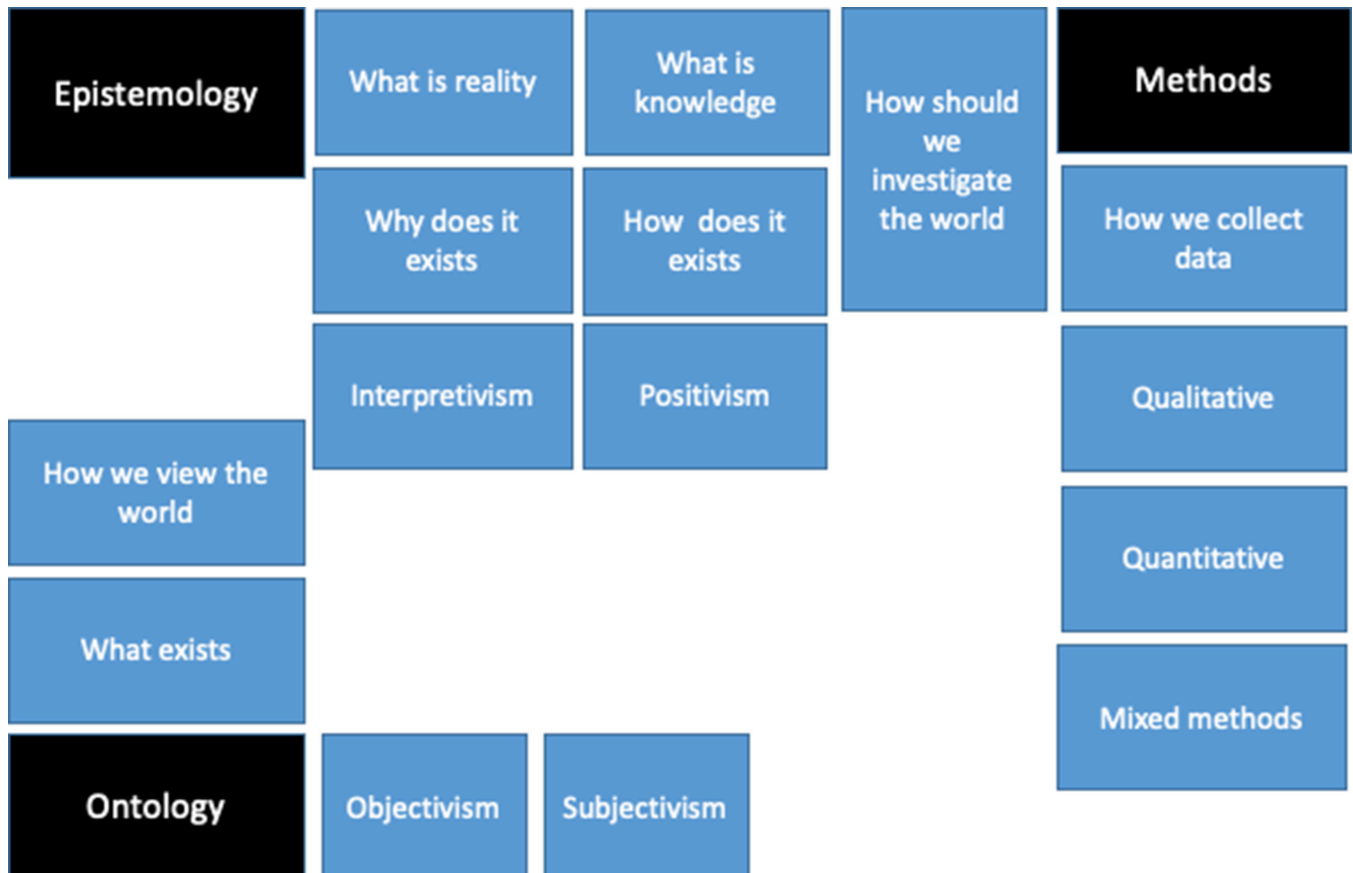 Epistemology
What is reality
What is
knowledge
How should
we
investigate
the world
Methods
Why does it
exists
How  does it
exists
How we collect
data
Interpretivism
Positivism
Qualitative
How we view the
world
Quantitative
What exists
Mixed methods
Ontology
Objectivism
Subjectivism